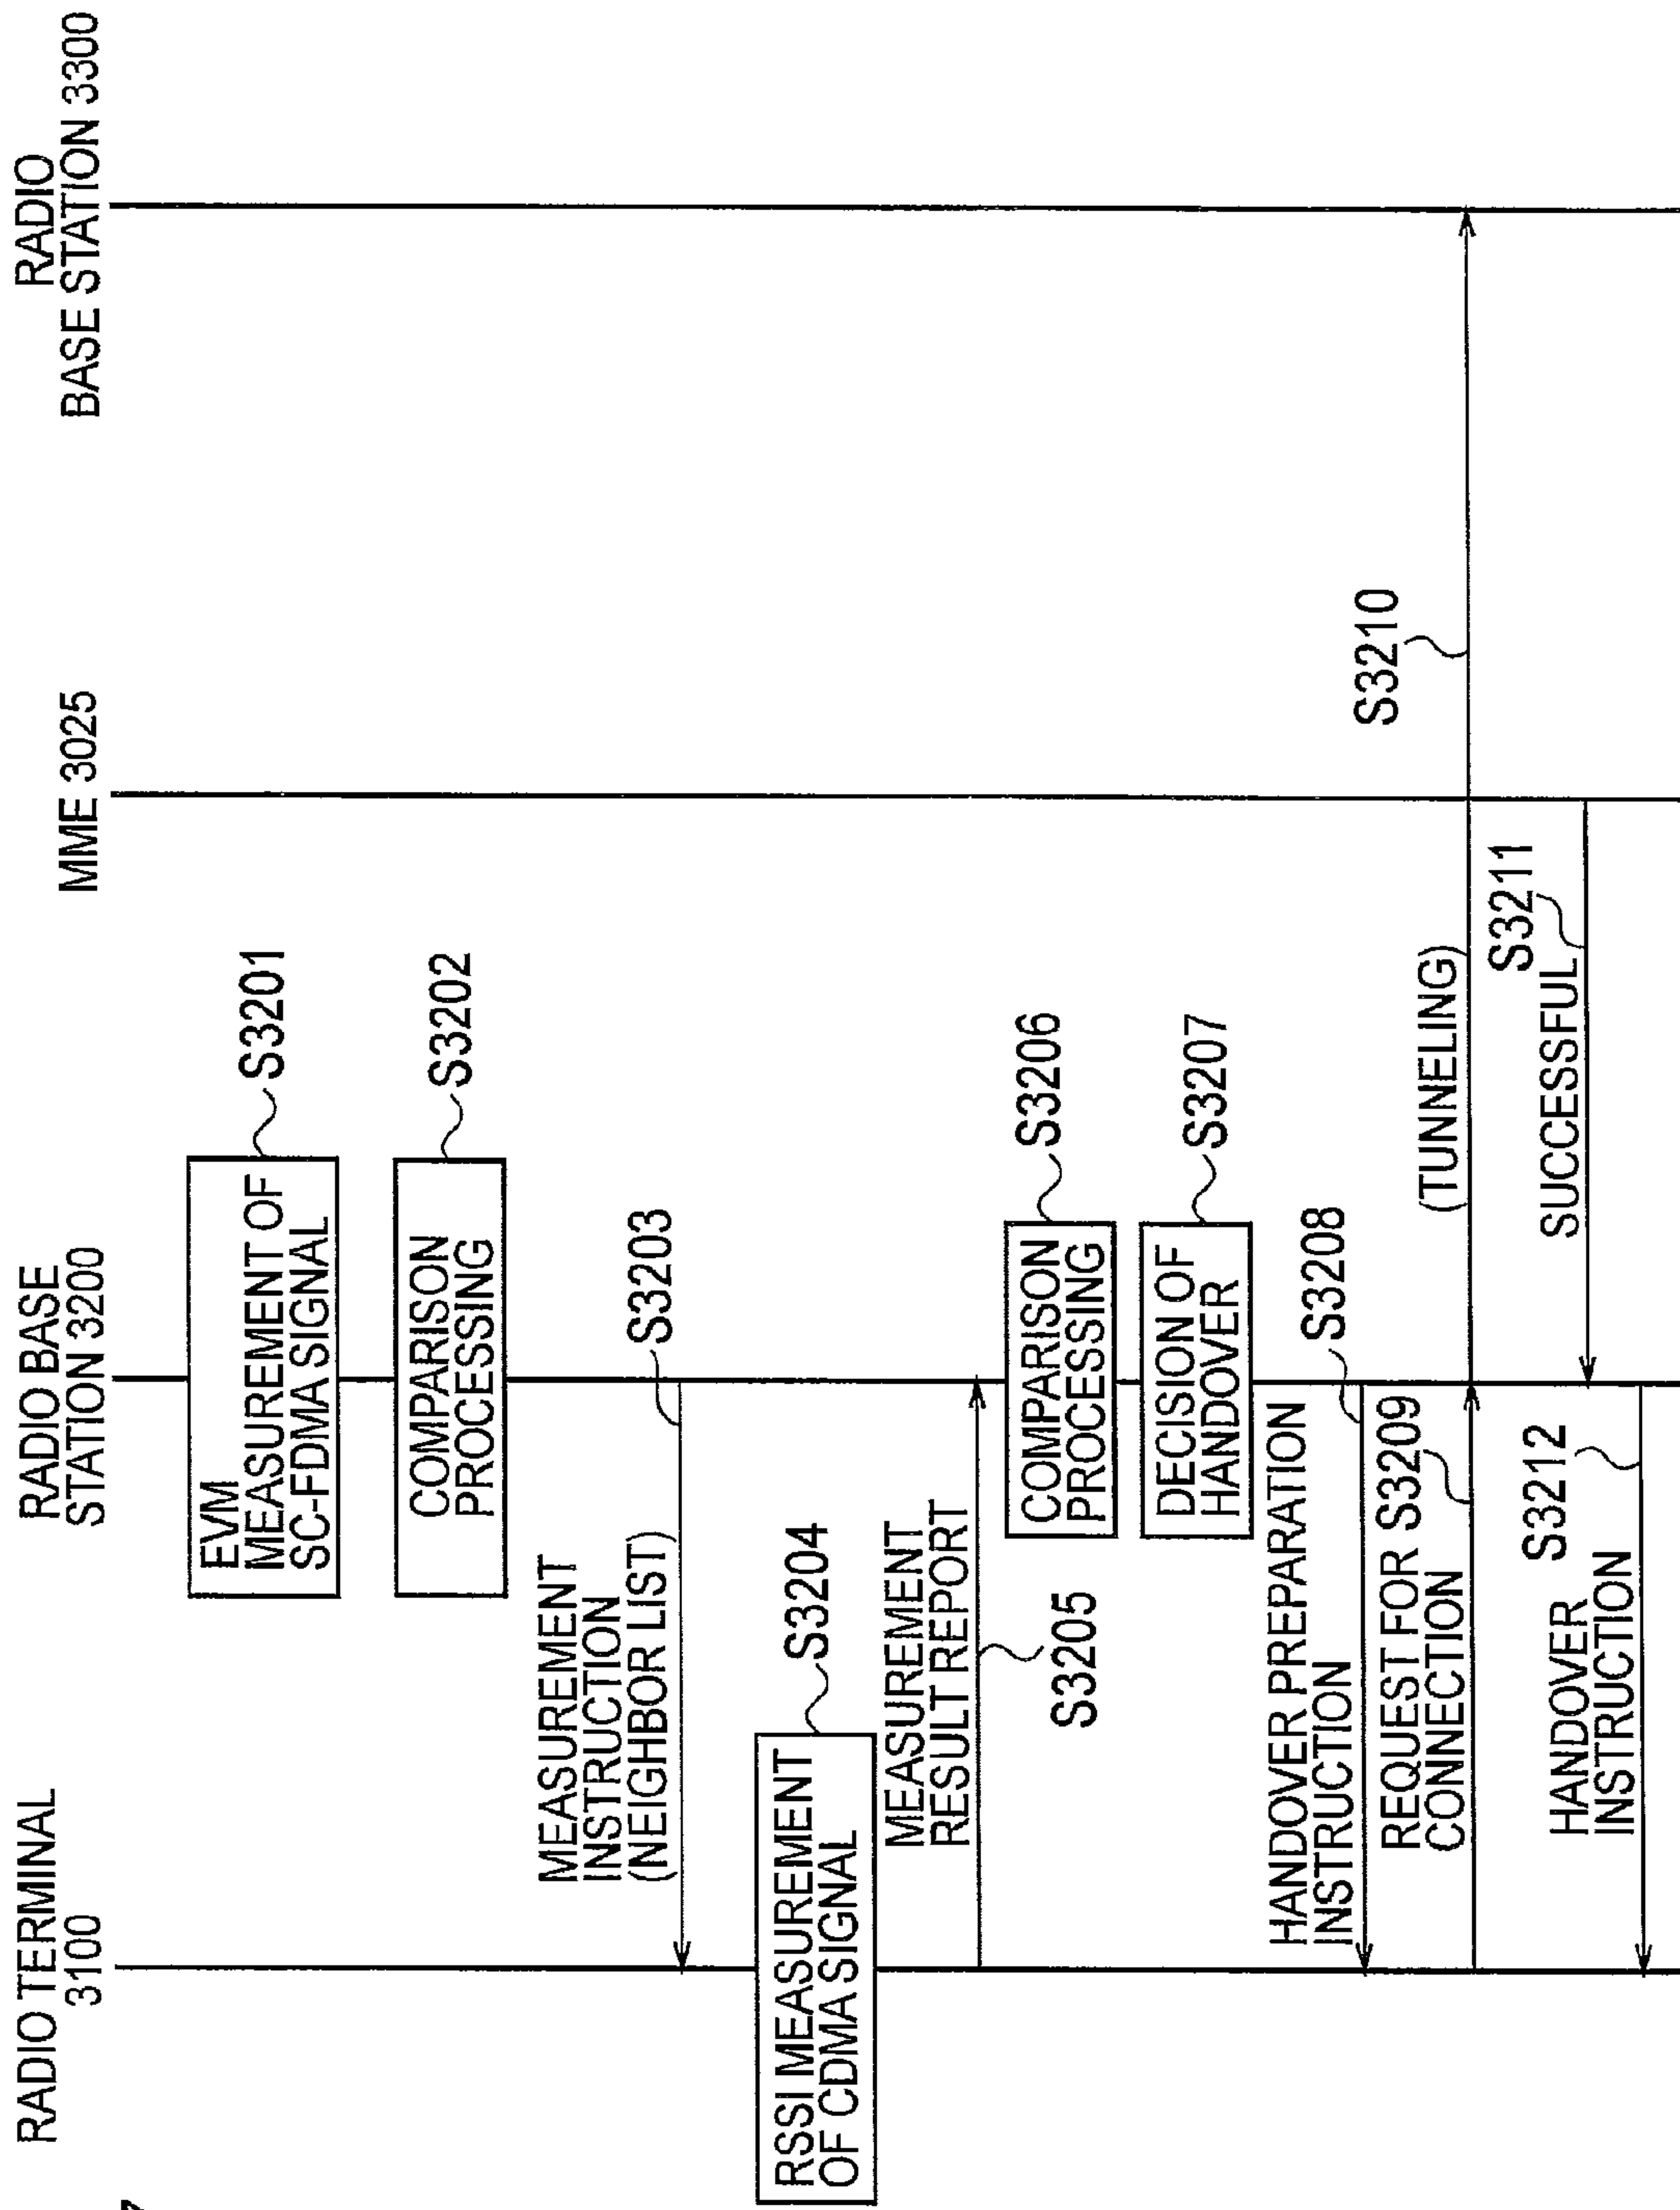 RADIO TERMINAL
3100
RADIO BASE
STATION 3200
MME 3025
RADIO
BASE STATION 3300
EVM
MEASUREMENT OF
SC-FDMA SIGNAL
S3201
COMPARISON
PROCESSING
S3202
MEASUREMENT
INSTRUCTION
(NEIGHBOR LIST)
S3203
RSSI MEASUREMENT
OF CDMA SIGNAL
S3204
MEASUREMENT
RESULT REPORT
S3205
COMPARISON
PROCESSING
S3206
DECISION OF
HANDOVER
S3207
HANDOVER PREPARATION
INSTRUCTION
S3208
REQUEST FOR
CONNECTION
S3209
(TUNNELING)
S3210
SUCCESSFUL
S3211
HANDOVER
INSTRUCTION
S3212
7